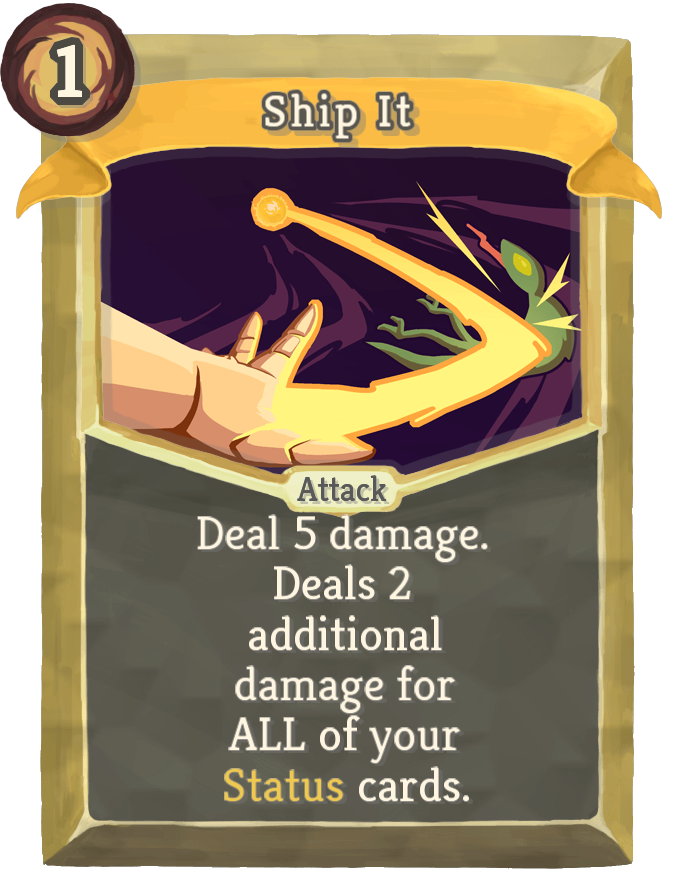 1
Ship It
Attack
Deal 5 damage.
Deals 2
additional
damage for
ALL of your
Status cards.